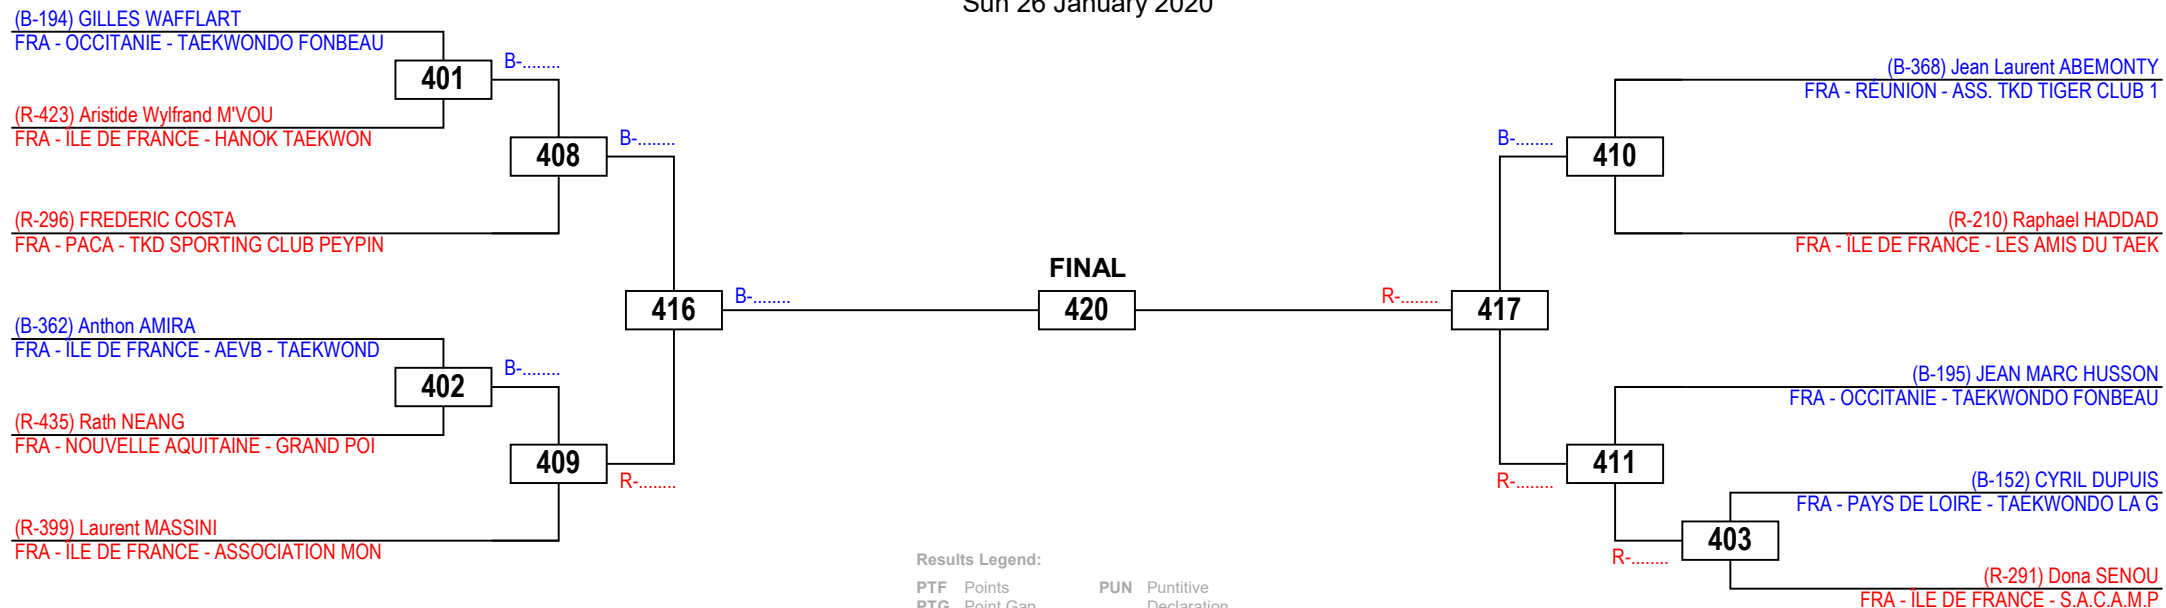 Sun 26 January 2020
(B-194) GILLES WAFFLART
FRA - OCCITANIE - TAEKWONDO FONBEAU
401
B-........
(R-423) Aristide Wylfrand M'VOU
FRA - ÎLE DE FRANCE - HANOK TAEKWON
408
B-........
(R-296) FREDERIC COSTA
FRA - PACA - TKD SPORTING CLUB PEYPIN
416
B-........
(B-362) Anthon AMIRA
FRA - ÎLE DE FRANCE - AEVB - TAEKWOND
402
B-........
(R-435) Rath NEANG
FRA - NOUVELLE AQUITAINE - GRAND POI
409
R-........
(R-399) Laurent MASSINI
FRA - ÎLE DE FRANCE - ASSOCIATION MON
FINAL
420
(B-368) Jean Laurent ABEMONTY
FRA - RÉUNION - ASS. TKD TIGER CLUB 1
B-........
410
(R-210) Raphael HADDAD
FRA - ÎLE DE FRANCE - LES AMIS DU TAEK
R-........
417
(B-195) JEAN MARC HUSSON
FRA - OCCITANIE - TAEKWONDO FONBEAU
411
R-........
(B-152) CYRIL DUPUIS
FRA - PAYS DE LOIRE - TAEKWONDO LA G
403
R-........
(R-291) Dona SENOU
FRA - ÎLE DE FRANCE - S.A.C.A.M.P
Results Legend:
PTF Points PUN Puntitive
PTG Point Gap Declaration